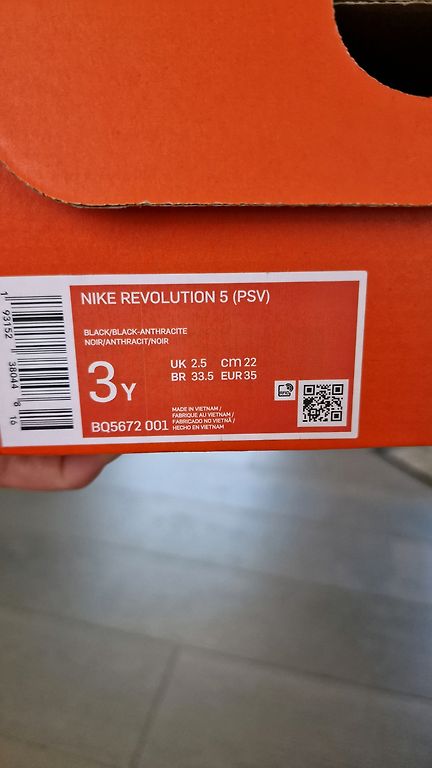 NIKE REVOLUTION 5 (PSV)
BLACK/BLACK-ANTHRACITE
NOIR/ANTHRACIT/NOIR
3Y
UK 2.5 cm 22
BR 33.5 EUR 35
BQ5672 001
MADE IN VIETNAM /
FABRIQUE AU VIETNAM /
FABRICADO NO VIETNÃ /
HECHO EN VIETNAM
1 93152 38044 8 16